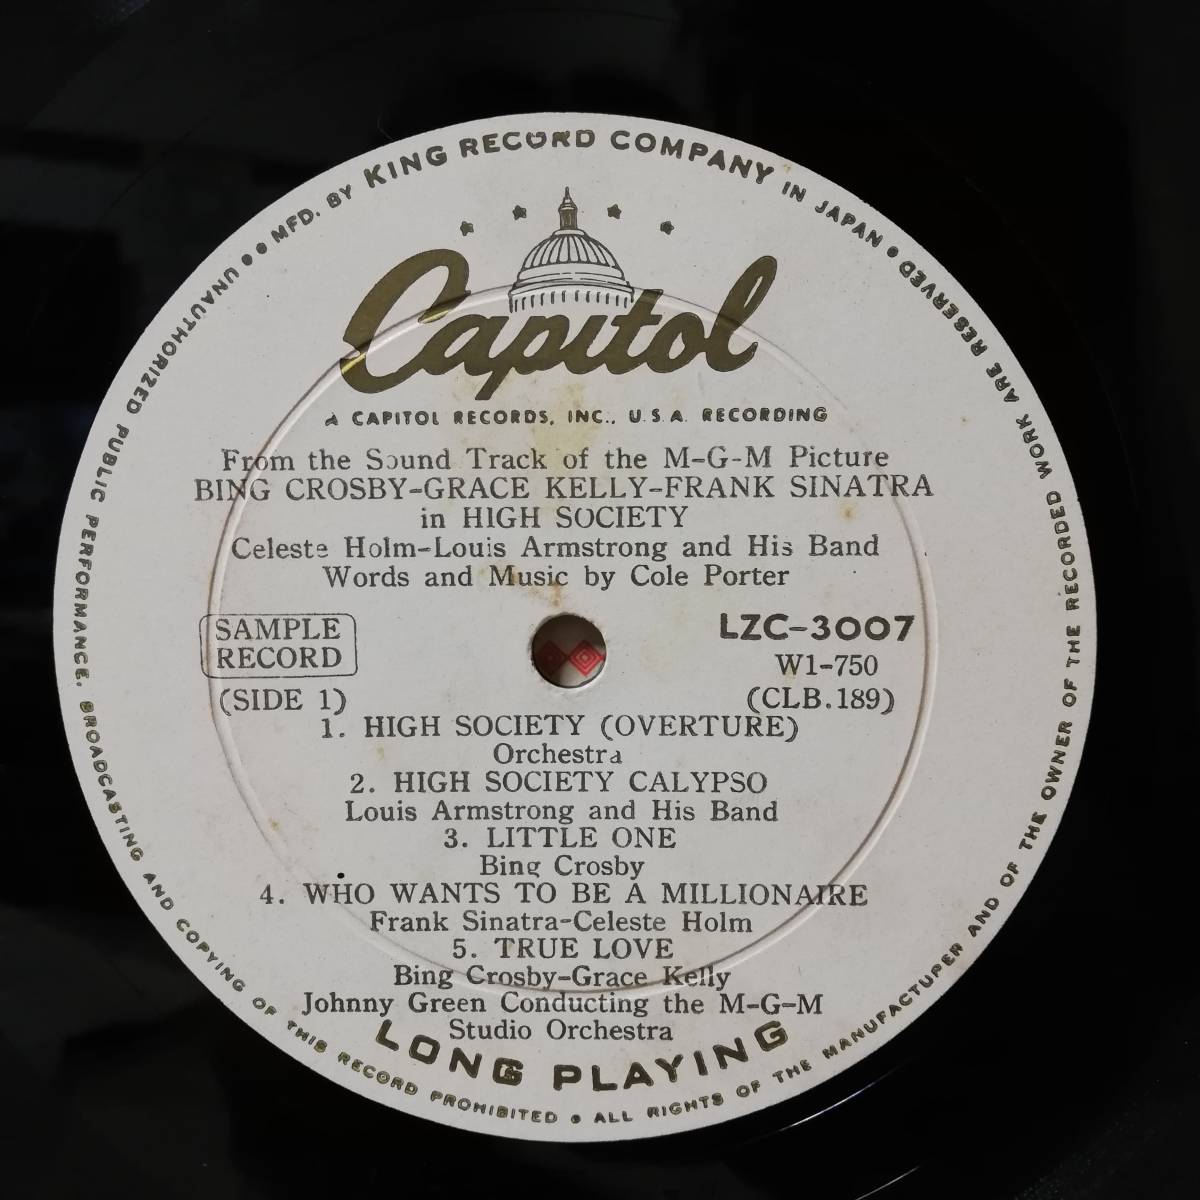 MFD. BY KING RECORD COMPANY IN JAPAN • ALL RIGHTS OF THE MANUFACTURER AND OF THE OWNER OF THE RECORDED WORK ARE RESERVED •
UNAUTHORIZED PUBLIC PERFORMANCE, BROADCASTING AND COPYING OF THIS RECORD PROHIBITED •
Capitol
A CAPITOL RECORDS, INC., U.S.A. RECORDING
From the Sound Track of the M-G-M Picture
BING CROSBY-GRACE KELLY-FRANK SINATRA
in HIGH SOCIETY
Celeste Holm-Louis Armstrong and His Band
Words and Music by Cole Porter
SAMPLE
RECORD
(SIDE 1)
LZC-3007
W1-750
(CLB.189)
1. HIGH SOCIETY (OVERTURE)
Orchestra
2. HIGH SOCIETY CALYPSO
Louis Armstrong and His Band
3. LITTLE ONE
Bing Crosby
4. WHO WANTS TO BE A MILLIONAIRE
Frank Sinatra-Celeste Holm
5. TRUE LOVE
Bing Crosby-Grace Kelly
Johnny Green Conducting the M-G-M
Studio Orchestra
LONG PLAYING